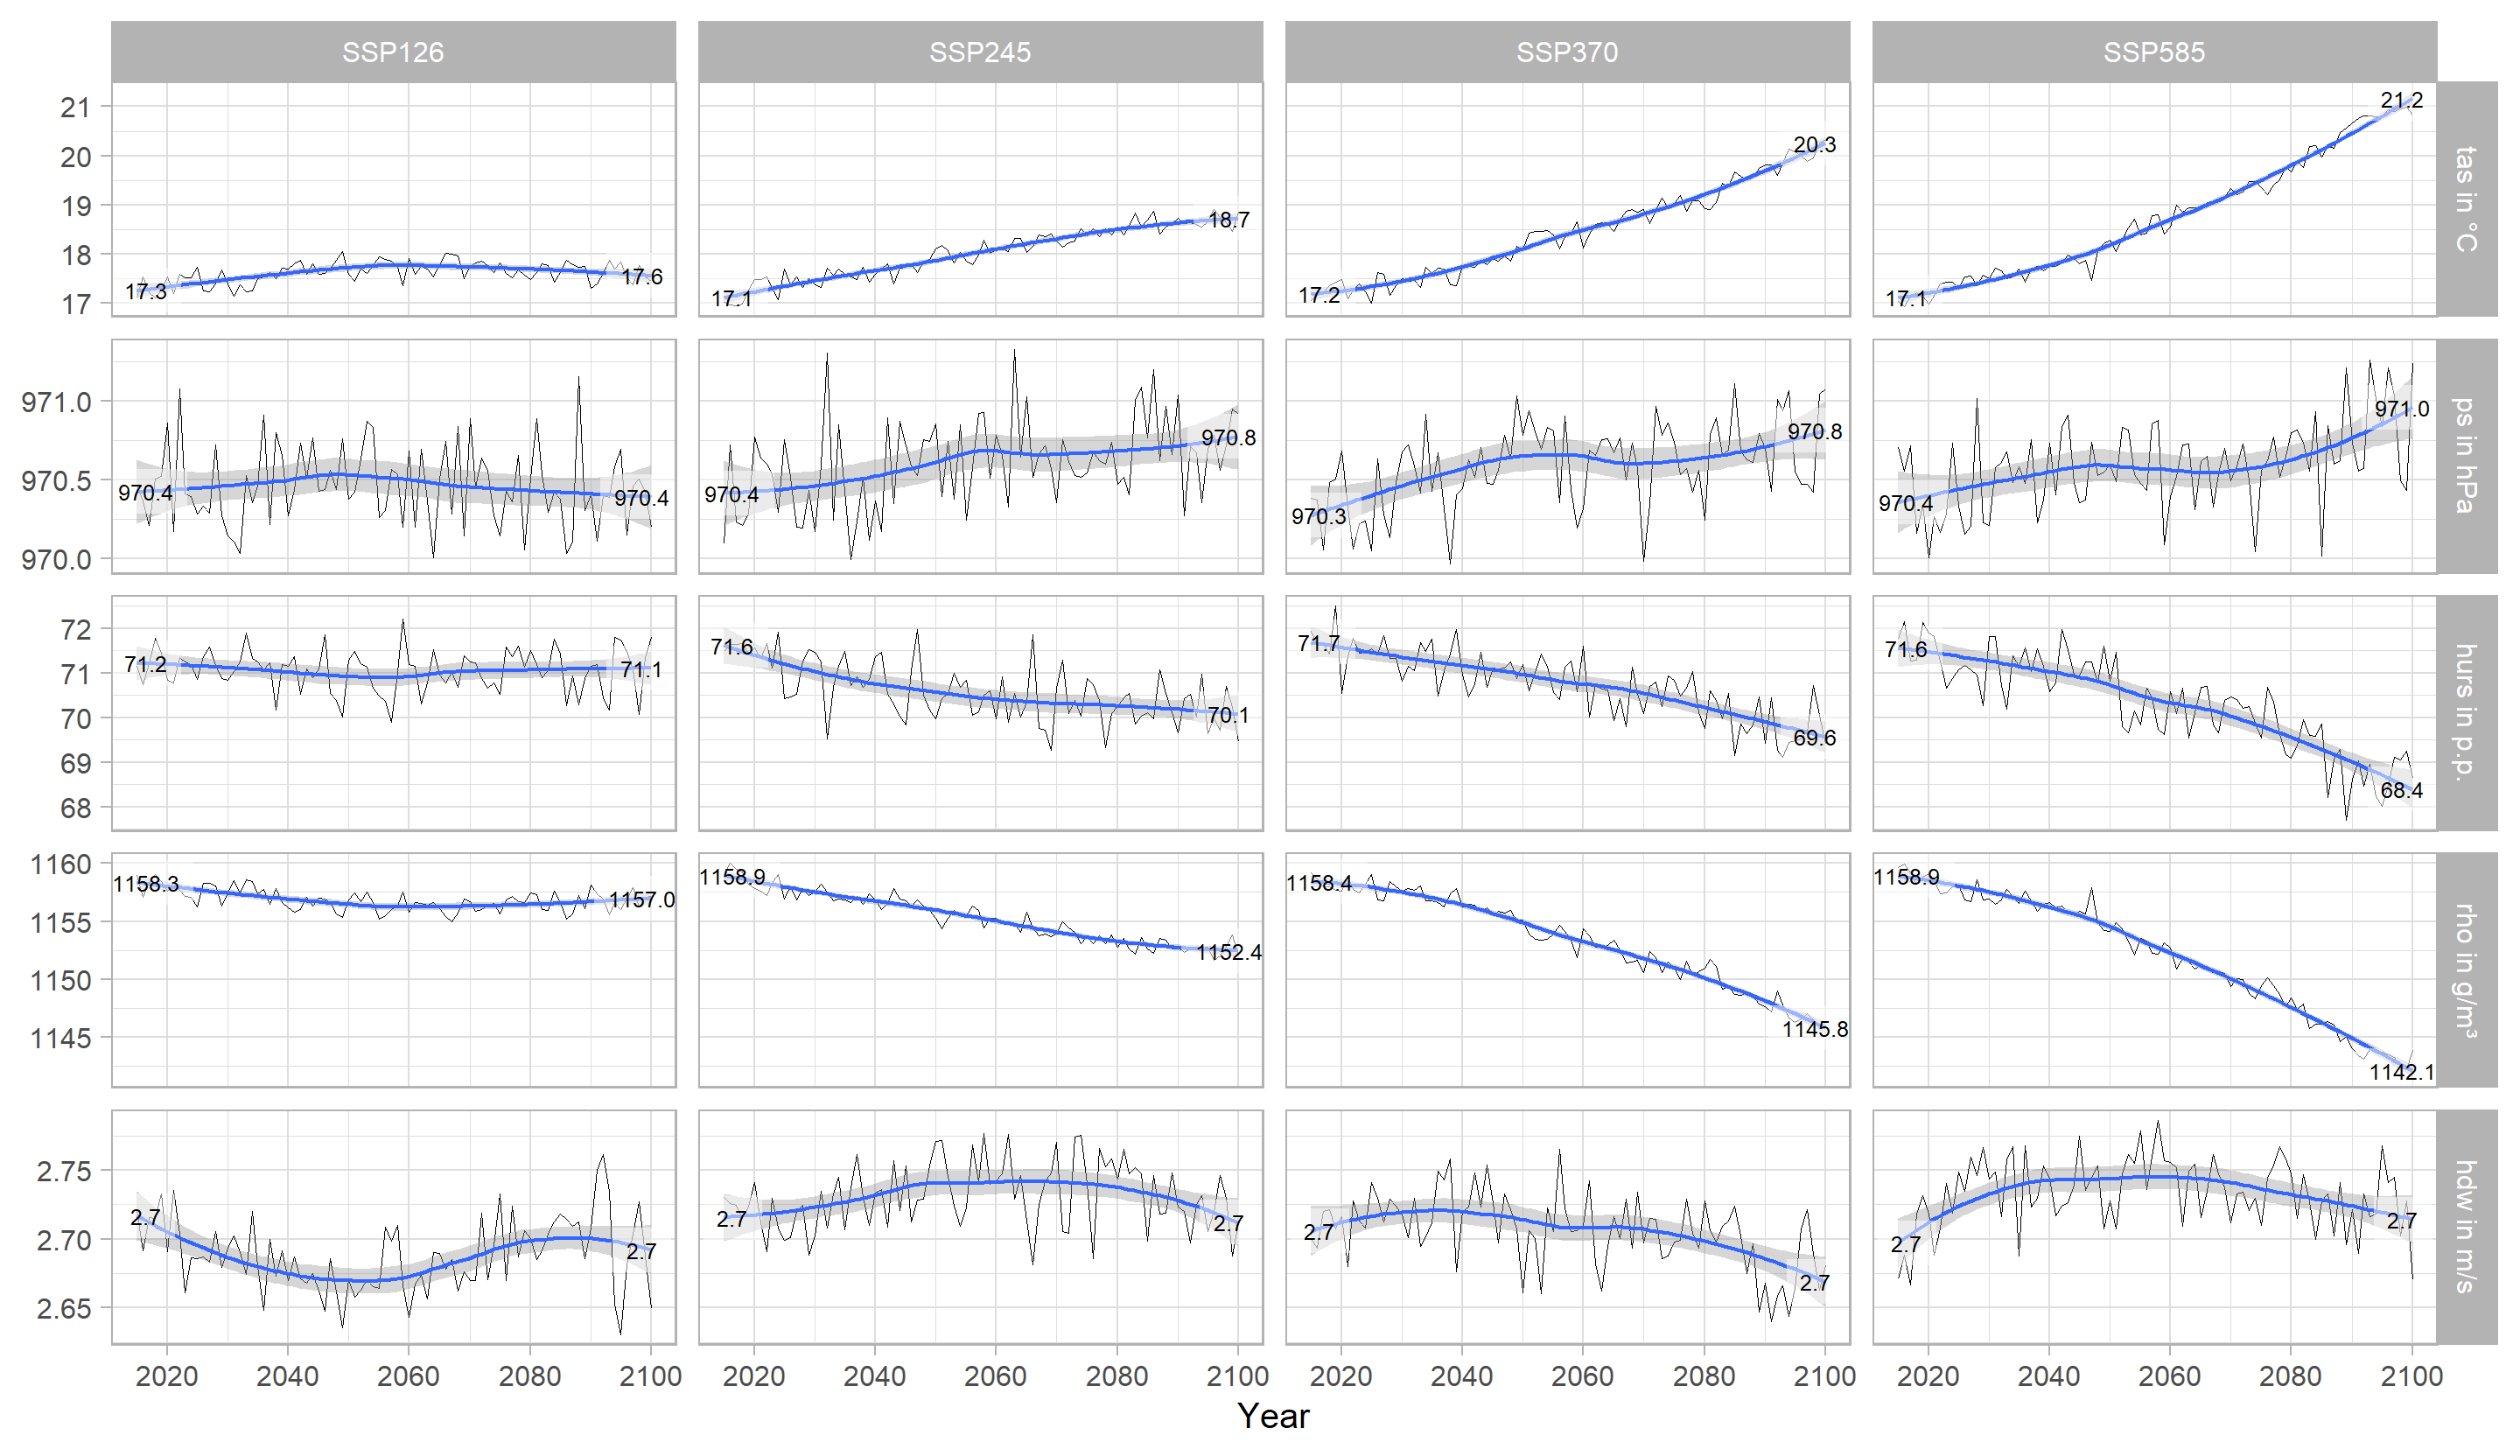 SSP126 SSP245 SSP370 SSP585
21
20
19
18
17
17.3 17.6 17.1 18.7 17.2 20.3 17.1 21.2
tas in °C
971.0
970.5
970.0
970.4 970.4 970.4 970.8 970.3 970.8 970.4 971.0
ps in hPa
72
71
70
69
68
71.2 71.1 71.6 70.1 71.7 69.6 71.6 68.4
hurs in p.p.
1160
1155
1150
1145
1158.3 1157.0 1158.9 1152.4 1158.4 1145.8 1158.9 1142.1
rho in g/m³
2.75
2.70
2.65
2.7 2.7 2.7 2.7 2.7 2.7 2.7 2.7
hdw in m/s
2020 2040 2060 2080 2100 2020 2040 2060 2080 2100 2020 2040 2060 2080 2100 2020 2040 2060 2080 2100
Year